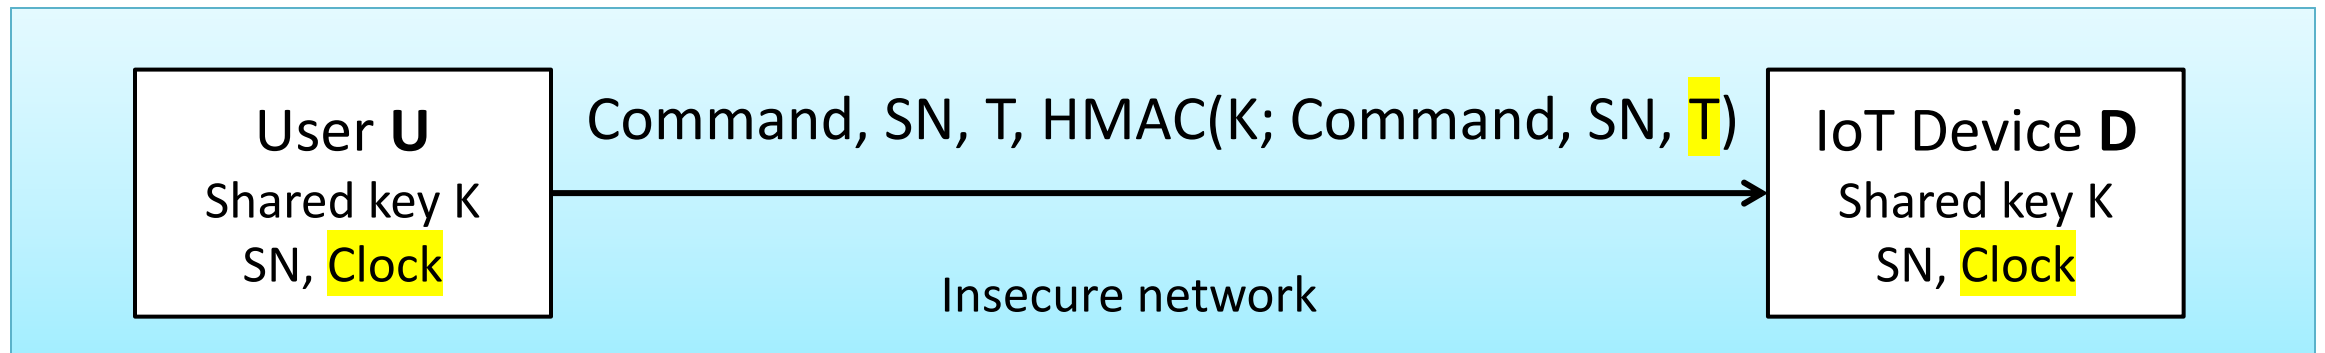 User U
Shared key K
SN, Clock
Command, SN, T, HMAC(K; Command, SN, T)
Insecure network
IoT Device D
Shared key K
SN, Clock